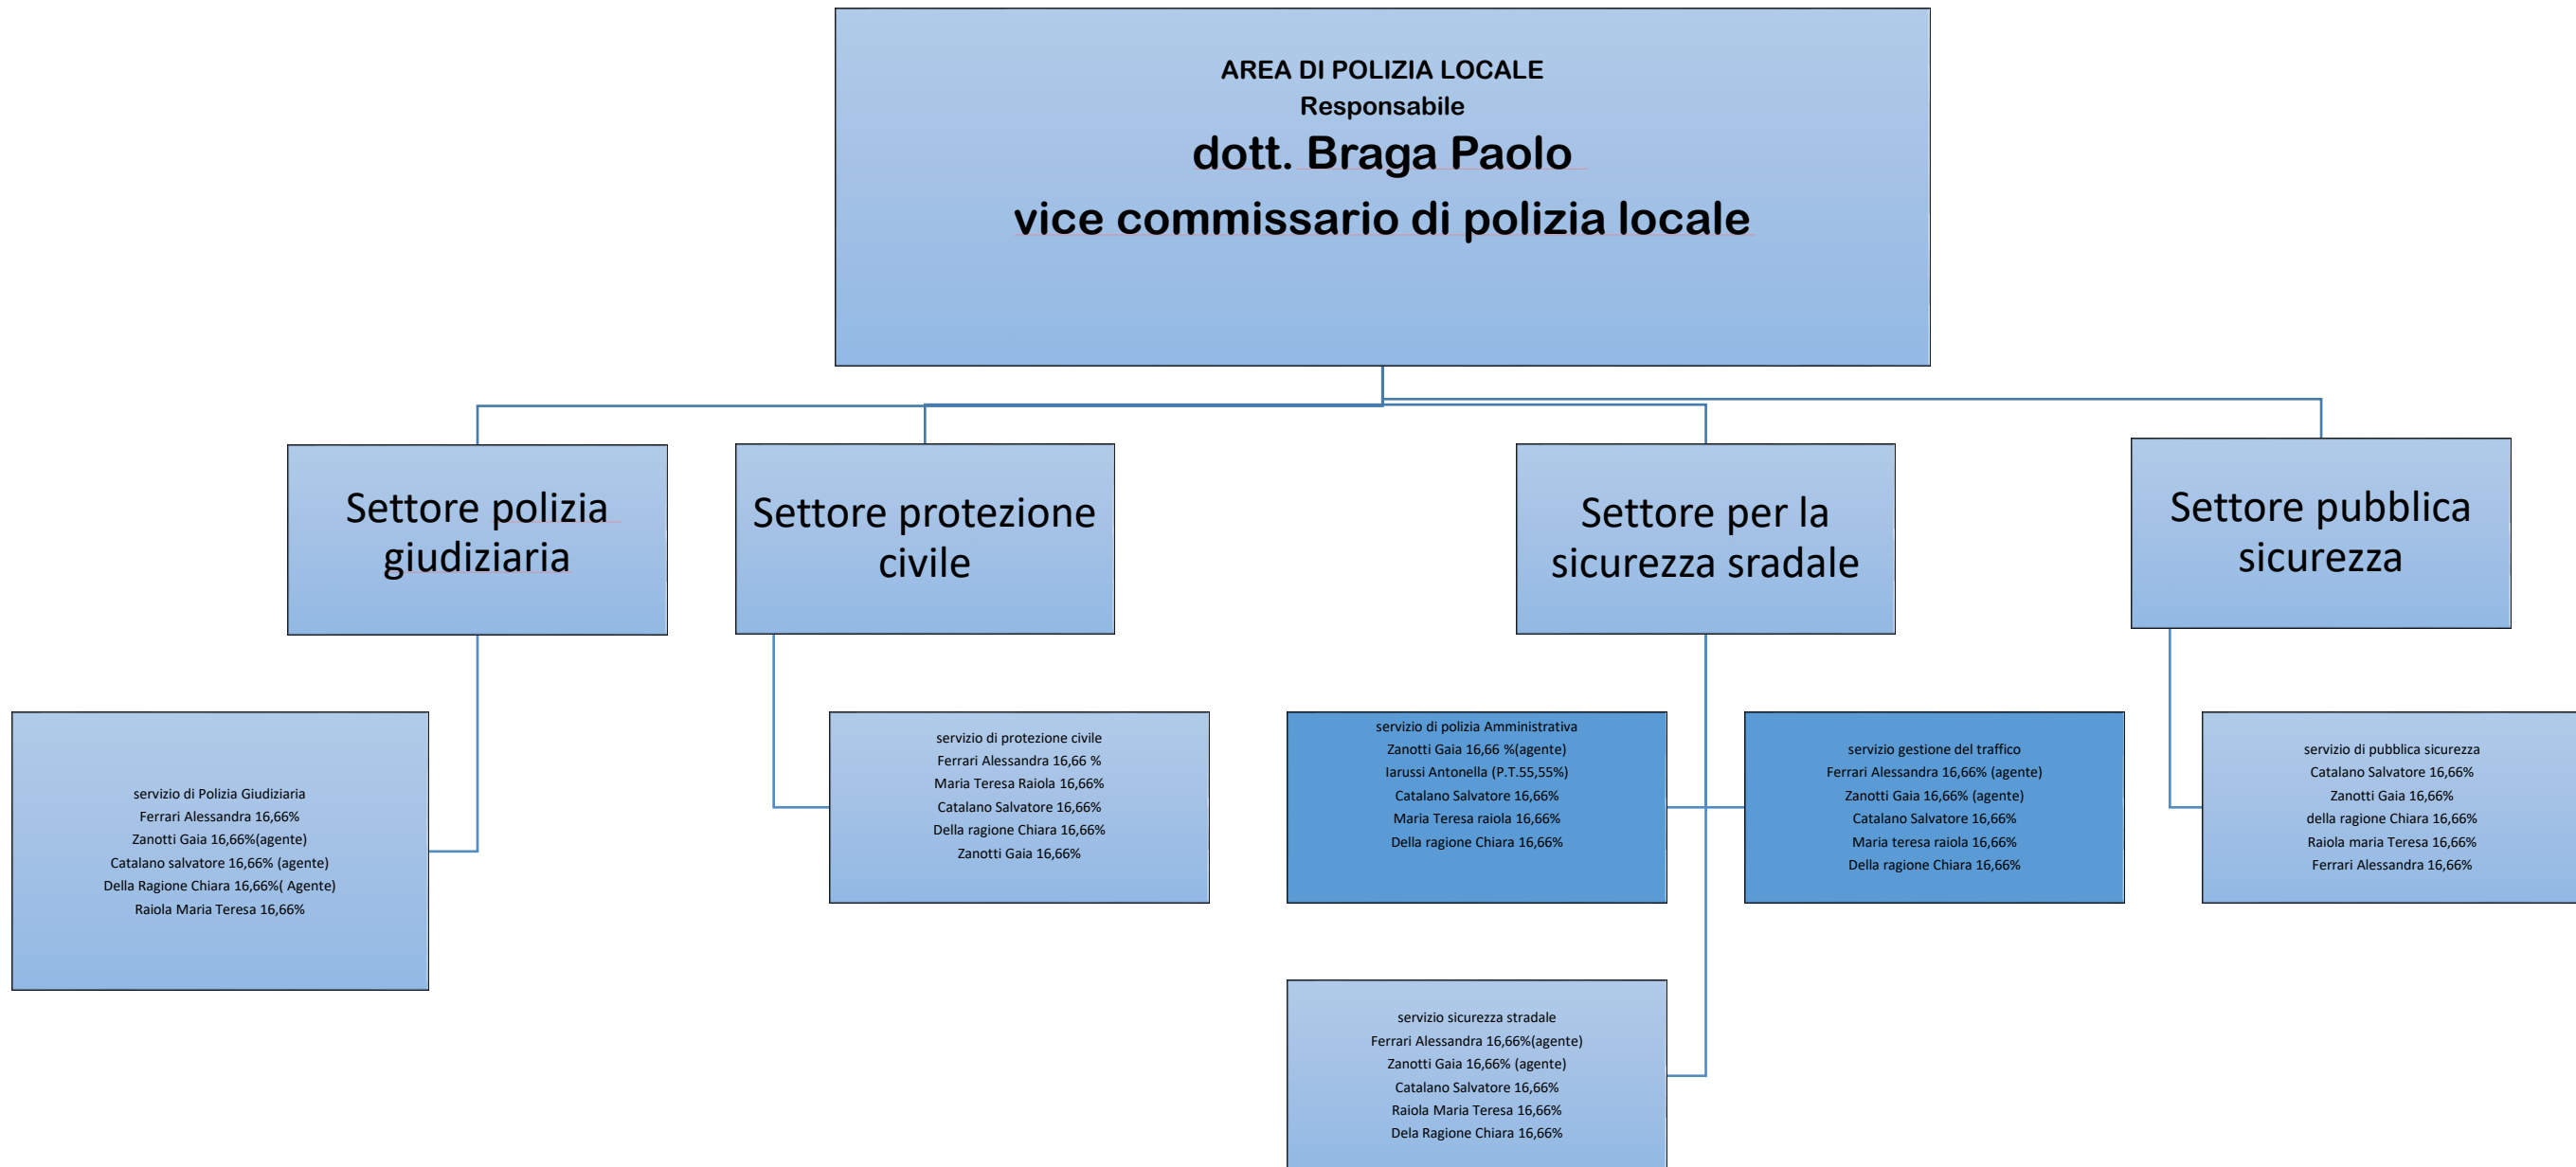 AREA DI POLIZIA LOCALE
Responsabile
dott. Braga Paolo
vice commissario di polizia locale
Settore polizia
giudiziaria
Settore protezione
civile
Settore per la
sicurezza sradale
Settore pubblica
sicurezza
servizio di Polizia Giudiziaria
Ferrari Alessandra 16,66%
Zanotti Gaia 16,66%(agente)
Catalano salvatore 16,66% (agente)
Della Ragione Chiara 16,66%( Agente)
Raiola Maria Teresa 16,66%
servizio di protezione civile
Ferrari Alessandra 16,66 %
Maria Teresa Raiola 16,66%
Catalano Salvatore 16,66%
Della ragione Chiara 16,66%
Zanotti Gaia 16,66%
servizio di polizia Amministrativa
Zanotti Gaia 16,66 %(agente)
Iarussi Antonella (P.T.55,55%)
Catalano Salvatore 16,66%
Maria Teresa raiola 16,66%
Della ragione Chiara 16,66%
servizio gestione del traffico
Ferrari Alessandra 16,66% (agente)
Zanotti Gaia 16,66% (agente)
Catalano Salvatore 16,66%
Maria teresa raiola 16,66%
Della ragione Chiara 16,66%
servizio di pubblica sicurezza
Catalano Salvatore 16,66%
Zanotti Gaia 16,66%
della ragione Chiara 16,66%
Raiola maria Teresa 16,66%
Ferrari Alessandra 16,66%
servizio sicurezza stradale
Ferrari Alessandra 16,66%(agente)
Zanotti Gaia 16,66% (agente)
Catalano Salvatore 16,66%
Raiola Maria Teresa 16,66%
Dela Ragione Chiara 16,66%